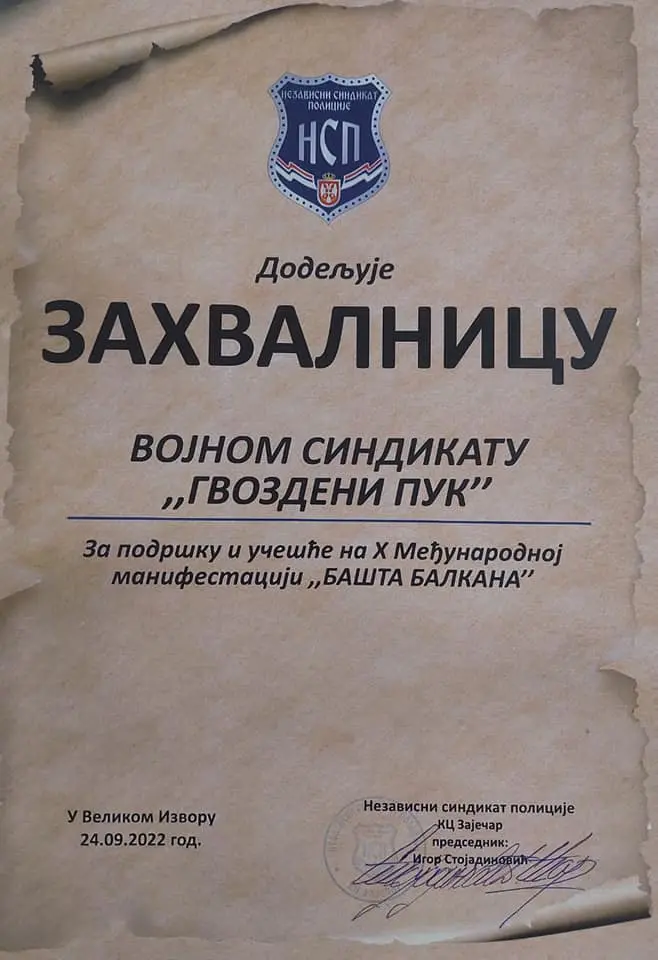 НЕЗАВИСНИ СИНДИКАТ
ПОЛИЦИЈЕ
НСП
Додељује
ЗАХВАЛНИЦУ
ВОЈНОМ СИНДИКАТУ
,,ГВОЗДЕНИ ПУК’’
За подршку и учешће на X Међународној
манифестацији ,,БАШТА БАЛКАНА’’
У Великом Извору
24.09.2022 год.
Независни синдикат полиције
КЦ Зајечар
председник:
Игор Стојадиновић